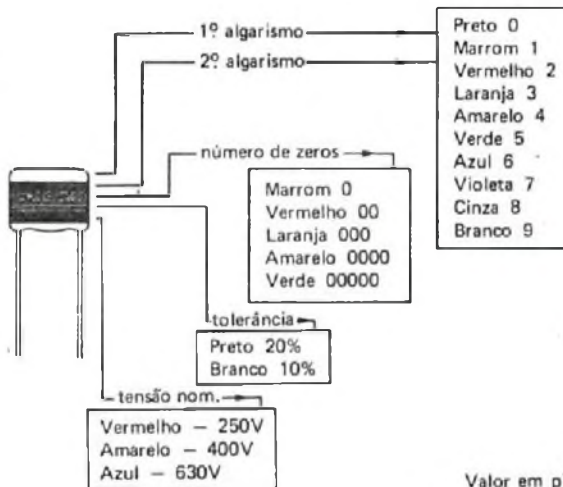 1º algarismo
2º algarismo
Preto 0
Marrom 1
Vermelho 2
Laranja 3
Amarelo 4
Verde 5
Azul 6
Violeta 7
Cinza 8
Branco 9
número de zeros
Marrom 0
Vermelho 00
Laranja 000
Amarelo 0000
Verde 00000
tolerância
Preto 20%
Branco 10%
tensão nom.
Vermelho — 250V
Amarelo — 400V
Azul — 630V
Valor em